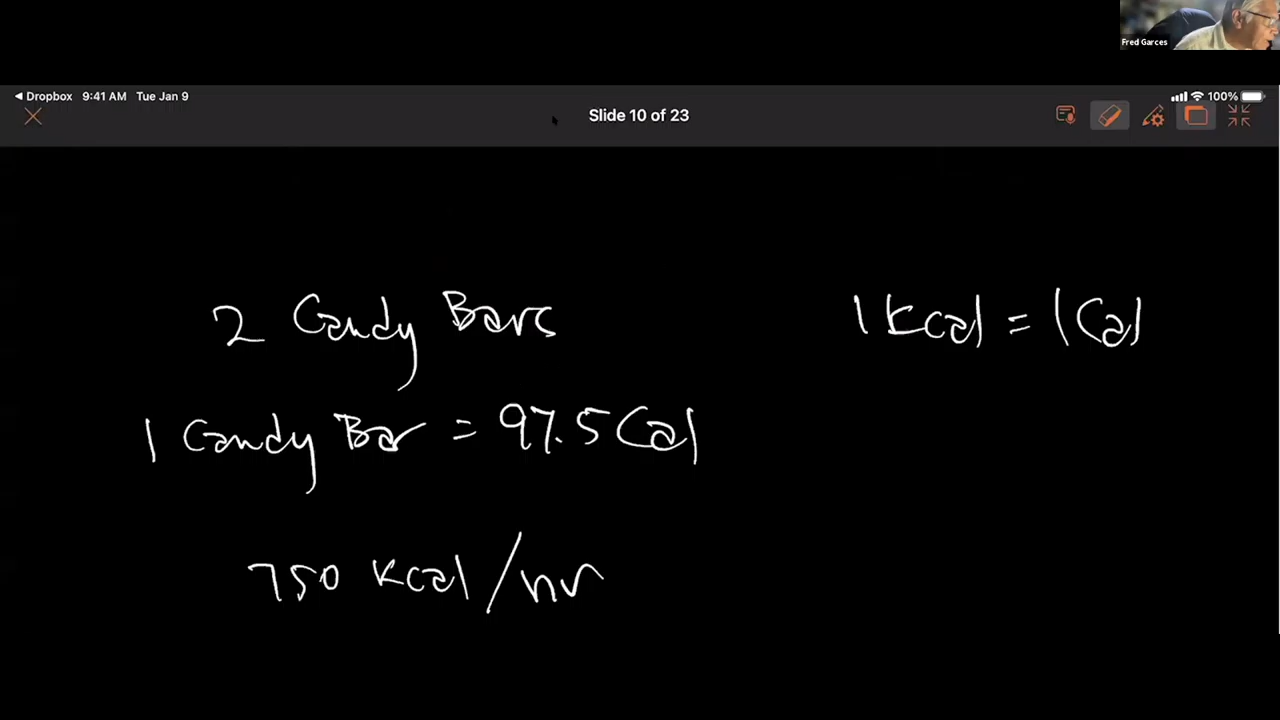 Fred Garces
Dropbox 9:41 AM Tue Jan 9 100%
Slide 10 of 23
2 Candy Bars
1 Kcal = 1 Cal
1 Candy Bar = 97.5 Cal
750 Kcal/hr